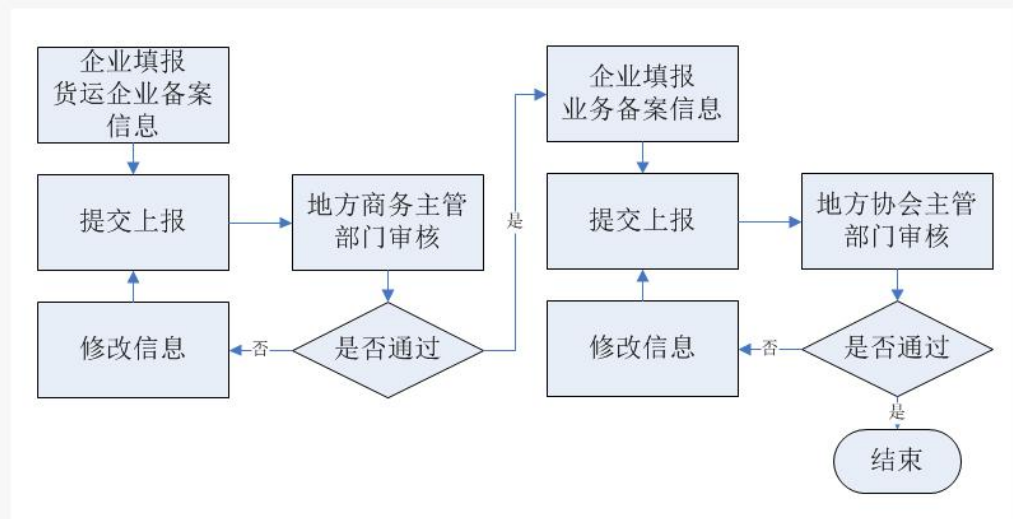 企业填报
货运企业备案
信息
提交上报
地方商务主管
部门审核
修改信息
否
是否通过
是
企业填报
业务备案信息
提交上报
地方协会主管
部门审核
修改信息
否
是否通过
是
结束